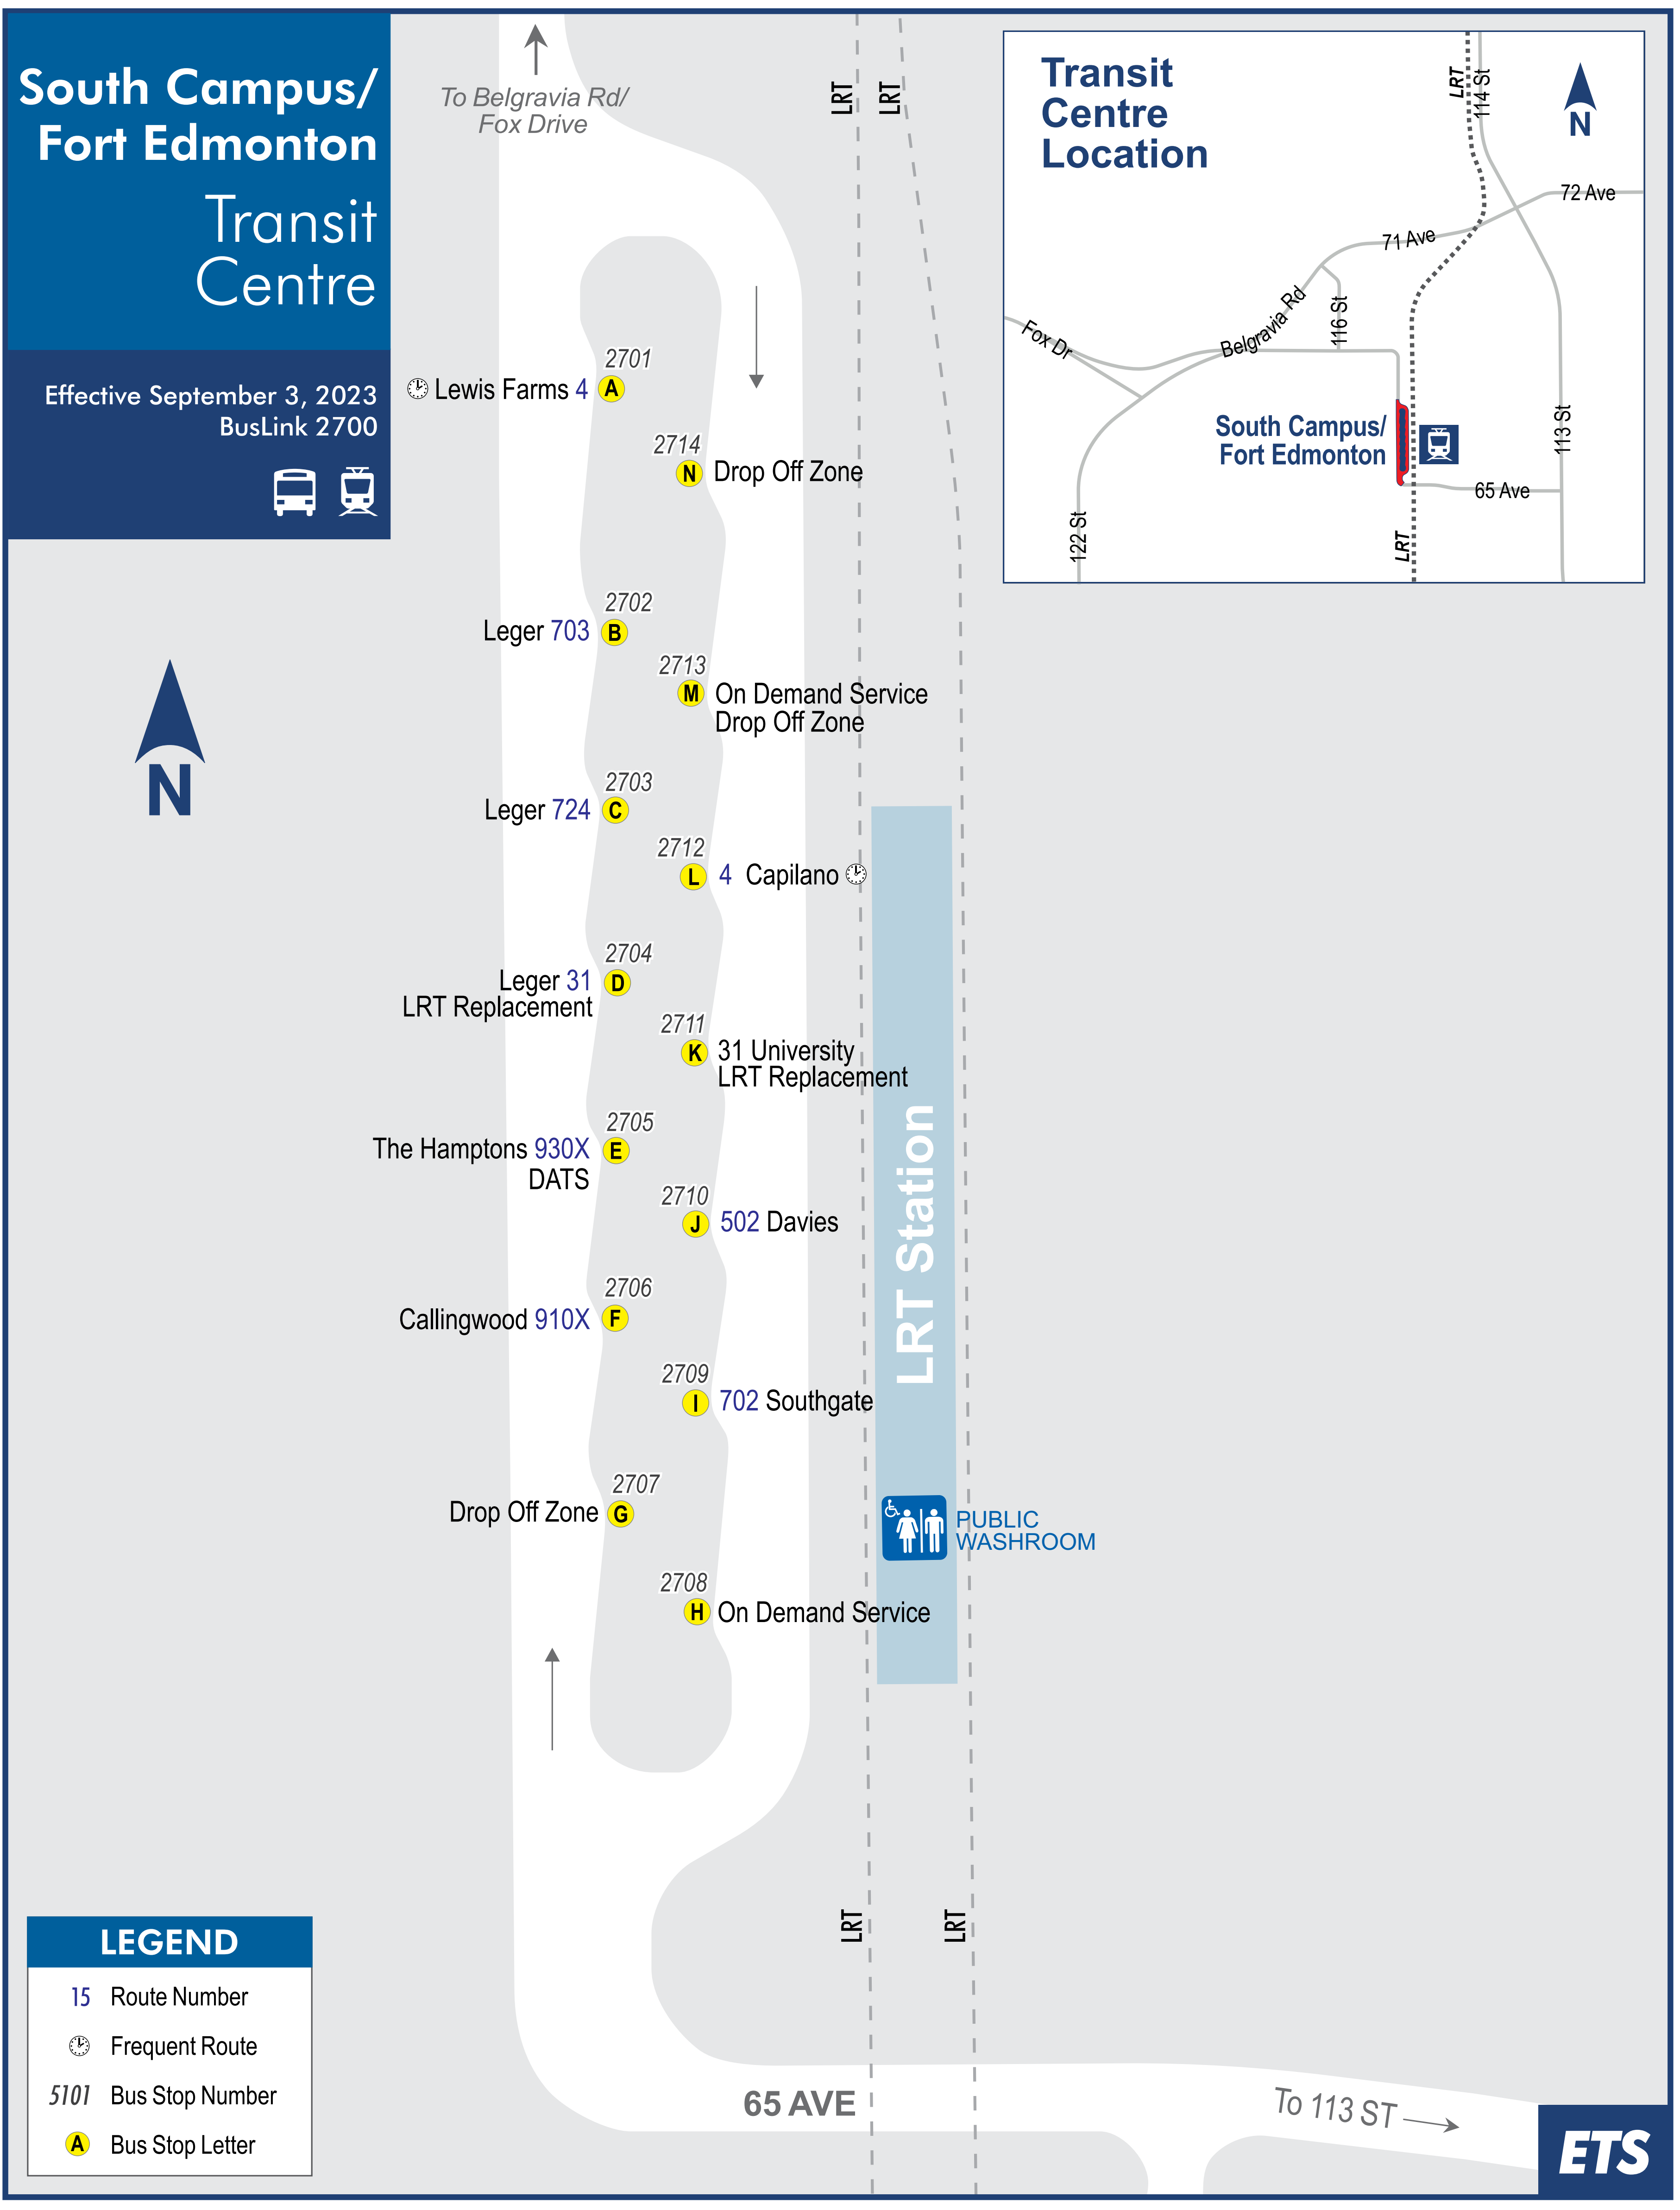 South Campus/
Fort Edmonton
Transit
Centre
Effective September 3, 2023
BusLink 2700
To Belgravia Rd/
Fox Drive
LRT
LRT
Transit
Centre
Location
LRT
114 St
N
72 Ave
71 Ave
116 St
Belgravia Rd
Fox Dr
South Campus/
Fort Edmonton
113 St
65 Ave
122 St
LRT
2701
Lewis Farms 4 A
2714
N Drop Off Zone
2702
Leger 703 B
2713
M On Demand Service
Drop Off Zone
N
2703
Leger 724 C
2712
L 4 Capilano
2704
Leger 31 D
LRT Replacement
2711
K 31 University
LRT Replacement
2705
The Hamptons 930X E
DATS
2710
J 502 Davies
2706
Callingwood 910X F
2709
I 702 Southgate
2707
Drop Off Zone G
2708
H On Demand Service
LRT Station
PUBLIC
WASHROOM
LRT
LRT
65 AVE
To 113 ST
LEGEND
15 Route Number
Frequent Route
5101 Bus Stop Number
A Bus Stop Letter
ETS